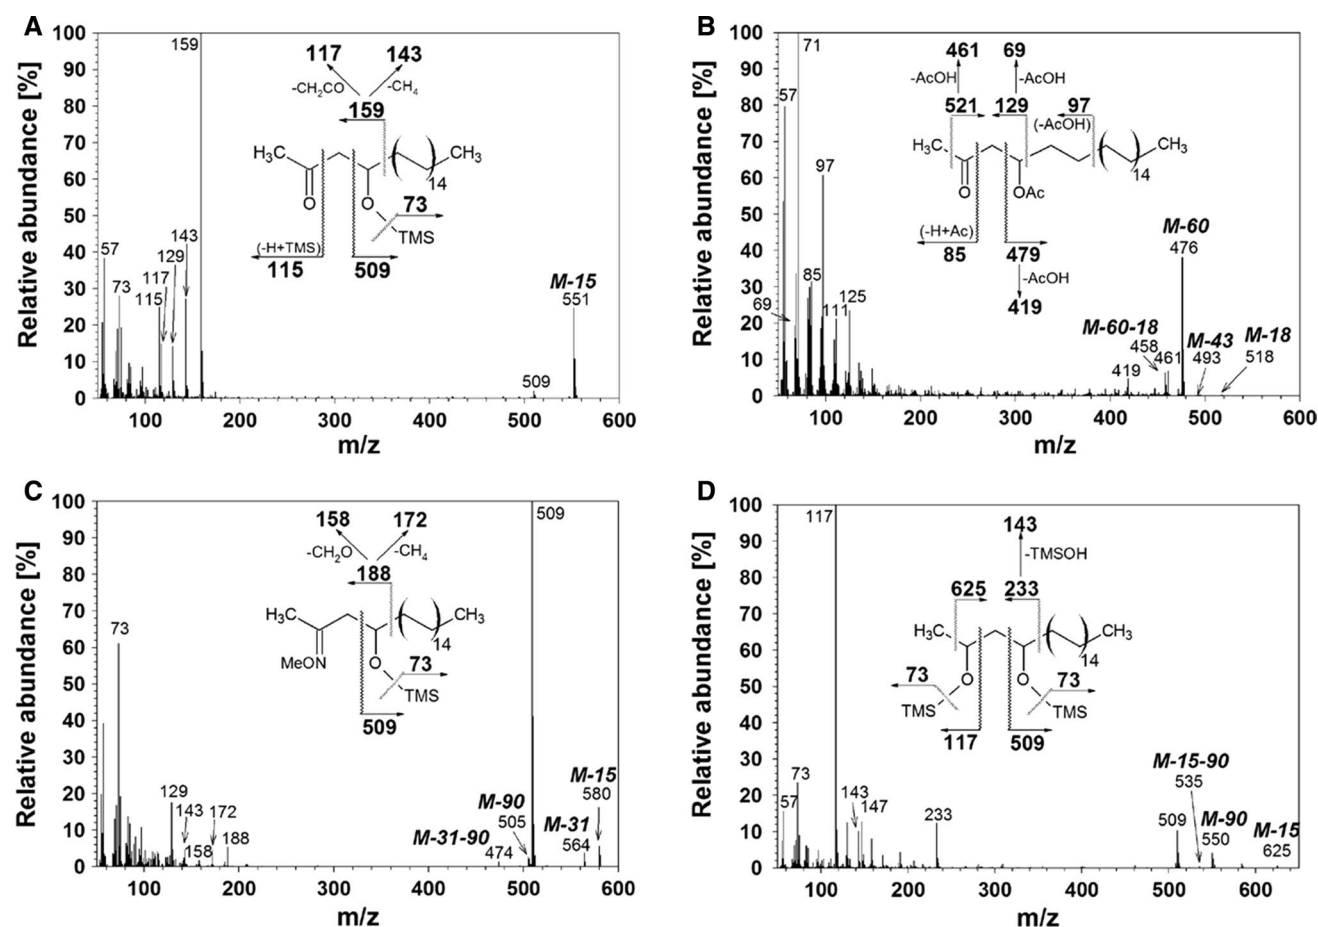 A
Relative abundance [%]
100
90
80
70
60
50
40
30
20
10
0
159
117
143
-CH2CO
-CH4
159
H3C
CH3
14
O
O
73
TMS
(-H+TMS)
115
509
57
73
115
117
129
143
M-15
551
509
100
200
300
400
500
600
m/z
B
Relative abundance [%]
100
90
80
70
60
50
40
30
20
10
0
71
57
97
461
69
-AcOH
-AcOH
521
129
97
(-AcOH)
H3C
CH3
14
O
OAc
(-H+Ac)
85
479
-AcOH
419
69
85
111
125
M-60
476
M-60-18
458
461
419
M-43
493
M-18
518
100
200
300
400
500
600
m/z
C
Relative abundance [%]
100
90
80
70
60
50
40
30
20
10
0
509
158
172
-CH2O
-CH4
188
H3C
CH3
14
MeON
O
73
TMS
509
73
129
143
172
158
188
M-15
580
M-90
505
M-31
564
M-31-90
474
100
200
300
400
500
600
m/z
D
Relative abundance [%]
100
90
80
70
60
50
40
30
20
10
0
117
143
-TMSOH
625
233
H3C
CH3
14
O
O
73
73
TMS
TMS
117
509
57
73
143
147
233
M-15-90
535
509
M-90
550
M-15
625
100
200
300
400
500
600
m/z